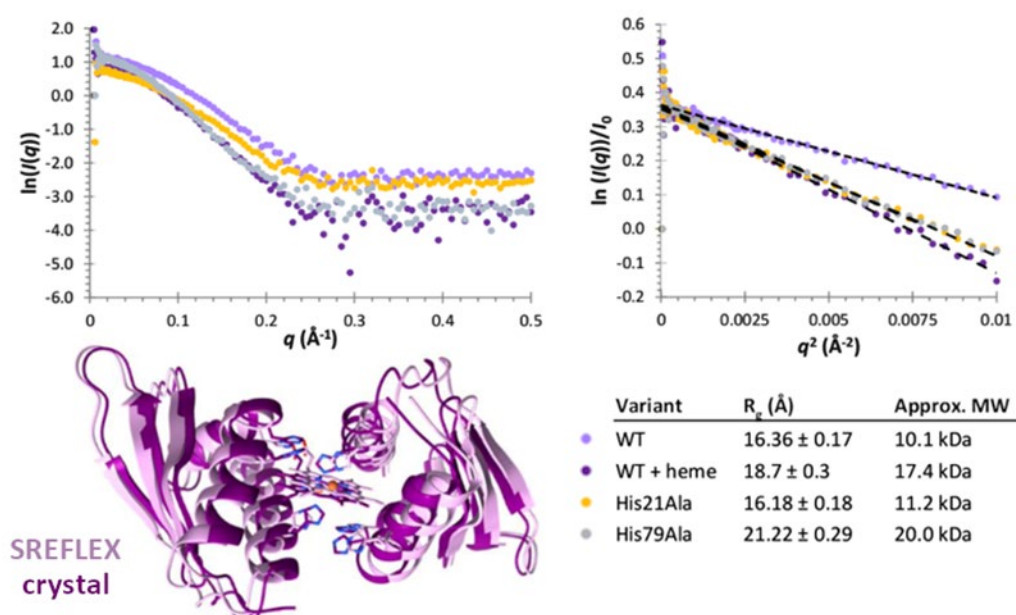 2.0
1.0
0.0
-1.0
-2.0
-3.0
-4.0
-5.0
-6.0
ln(I(q))
0
0.1
0.2
0.3
0.4
0.5
q (Å-1)
0.6
0.5
0.4
0.3
0.2
0.1
0.0
-0.1
-0.2
ln (I(q))/I0
0
0.0025
0.005
0.0075
0.01
q2 (Å-2)
SREFLEX
crystal
Variant Rg (Å) Approx. MW
WT 16.36 ± 0.17 10.1 kDa
WT + heme 18.7 ± 0.3 17.4 kDa
His21Ala 16.18 ± 0.18 11.2 kDa
His79Ala 21.22 ± 0.29 20.0 kDa